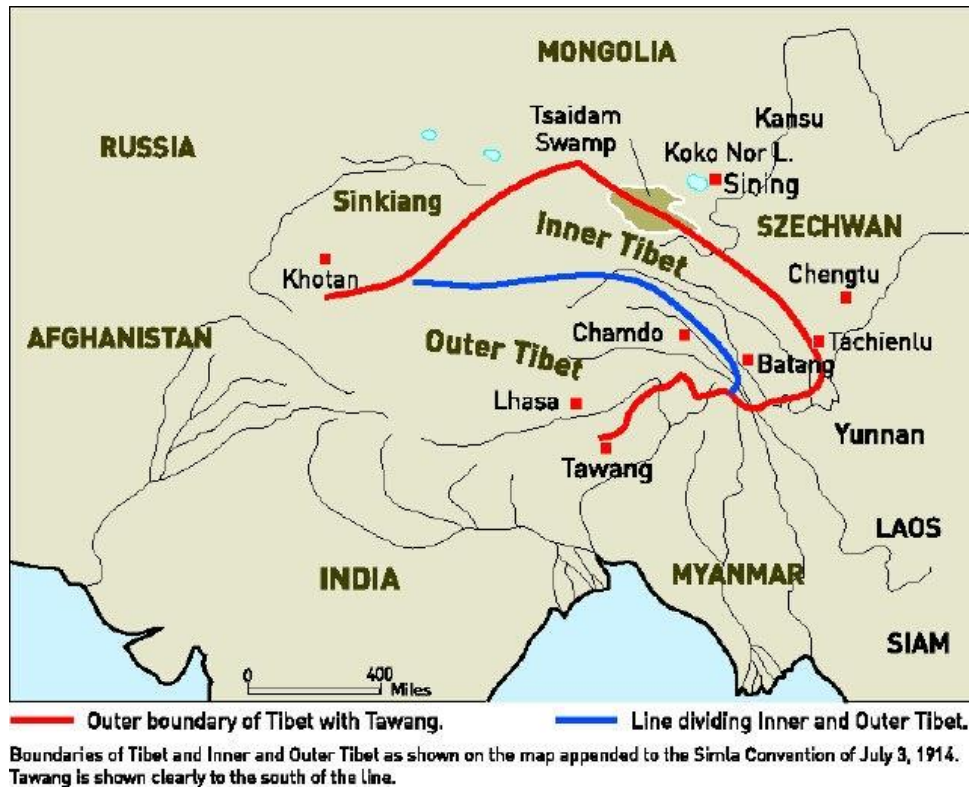 MONGOLIA
Tsaidam
Swamp
Kansu
RUSSIA
Koko Nor L.
Sining
Sinkiang
SZECHWAN
Inner Tibet
Khotan
Chengtu
AFGHANISTAN
Chamdo
Tachienlu
Outer Tibet
Batang
Lhasa
Yunnan
Tawang
LAOS
INDIA
MYANMAR
SIAM
0 400
Miles
Outer boundary of Tibet with Tawang.
Line dividing Inner and Outer Tibet.
Boundaries of Tibet and Inner and Outer Tibet as shown on the map appended to the Simla Convention of July 3, 1914.
Tawang is shown clearly to the south of the line.